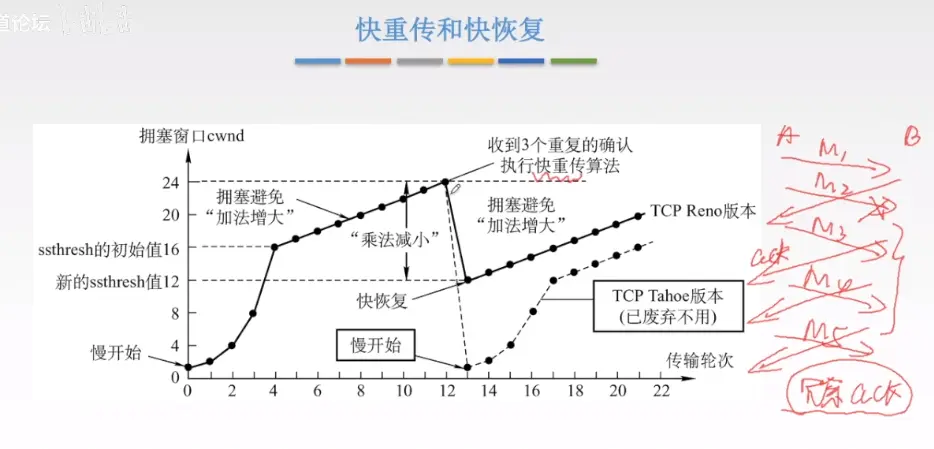 道论坛
快重传和快恢复
拥塞窗口cwnd
收到3个重复的确认
执行快重传算法
24
20
ssthresh的初始值16
新的ssthresh值12
8
4
0
拥塞避免
“加法增大”
“乘法减小”
拥塞避免
“加法增大”
TCP Reno版本
快恢复
TCP Tahoe版本
(已废弃不用)
慢开始
慢开始
传输轮次
0 2 4 6 8 10 12 14 16 18 20 22
A B
M1
M2
M3
ack
M4
M5
冗余ack